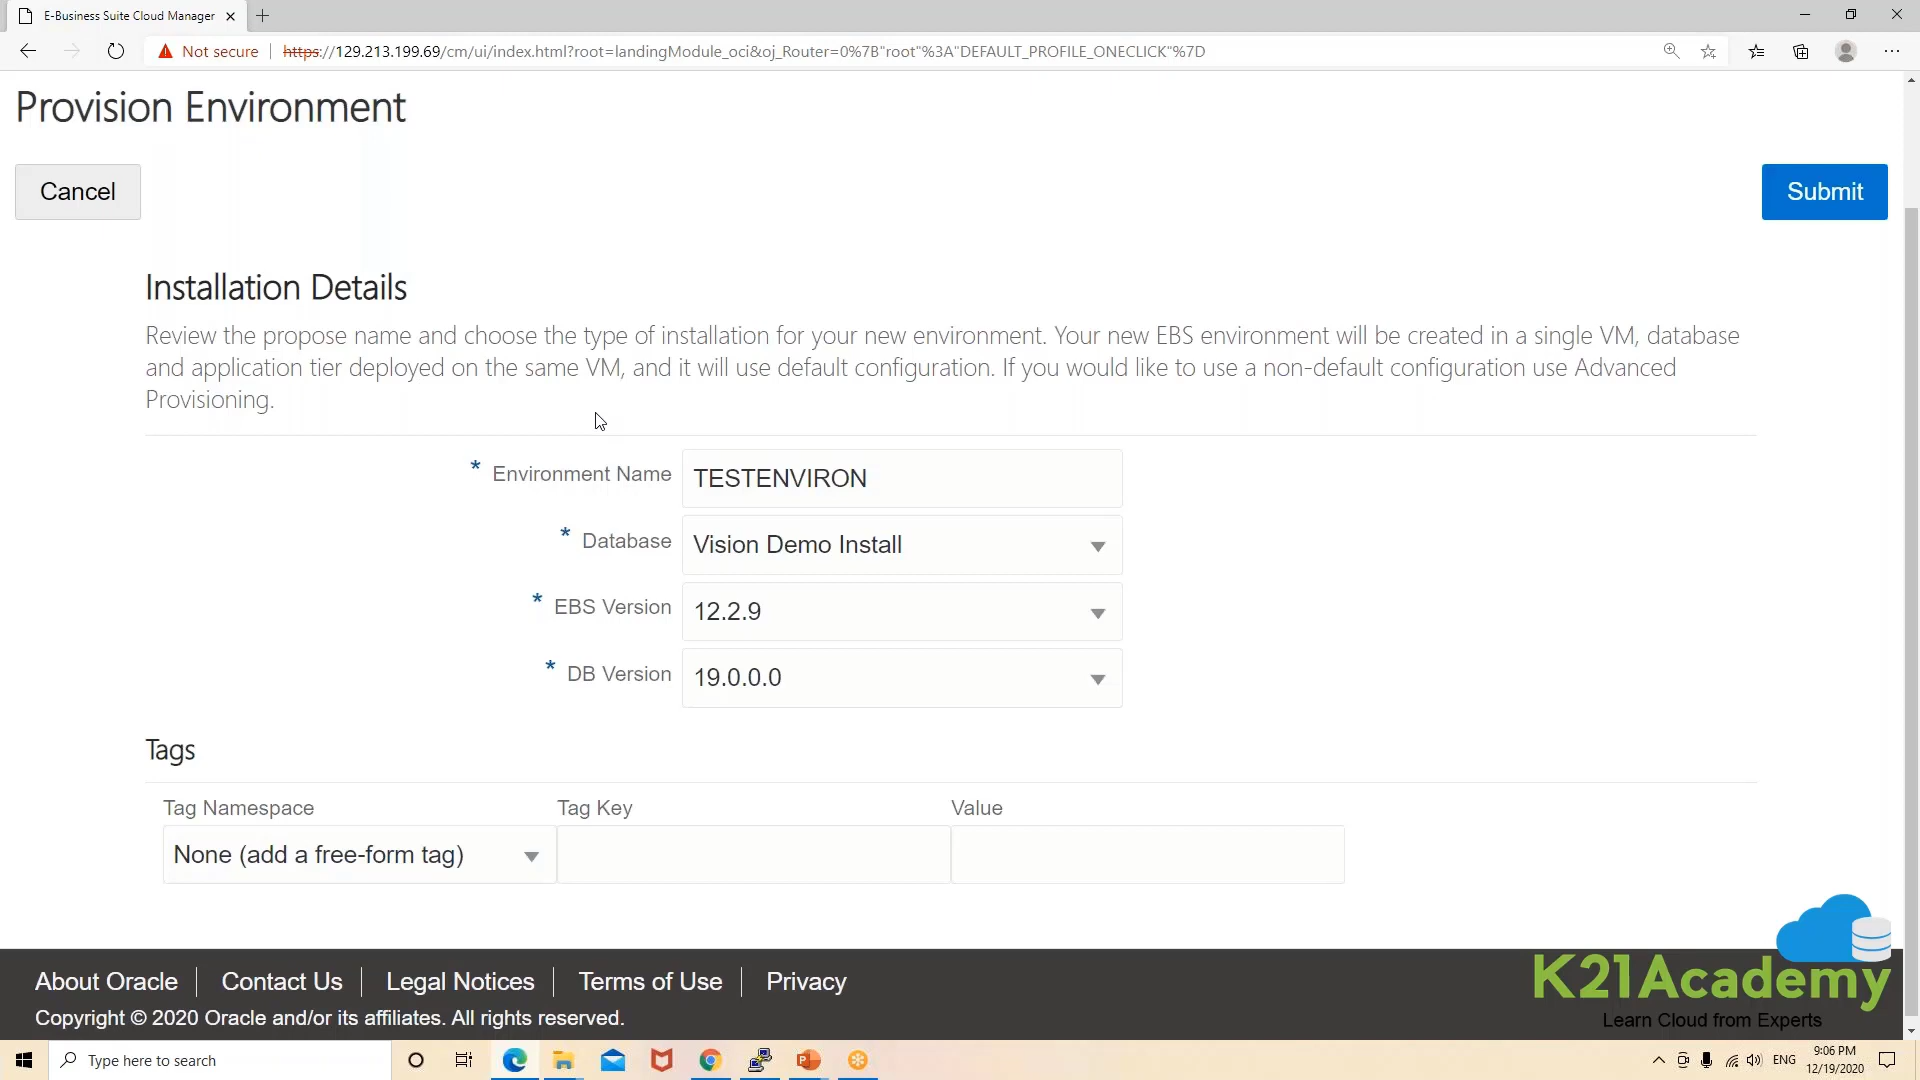 E-Business Suite Cloud Manager
Not secure
https://129.213.199.69/cm/ui/index.html?root=landingModule_oci&oj_Router=0%7B"root"%3A"DEFAULT_PROFILE_ONECLICK"%7D
Provision Environment
Cancel
Submit
Installation Details
Review the propose name and choose the type of installation for your new environment. Your new EBS environment will be created in a single VM, database
and application tier deployed on the same VM, and it will use default configuration. If you would like to use a non-default configuration use Advanced
Provisioning.
* Environment Name TESTENVIRON
* Database Vision Demo Install
* EBS Version 12.2.9
* DB Version 19.0.0.0
Tags
Tag Namespace Tag Key Value
None (add a free-form tag)
About Oracle Contact Us Legal Notices Terms of Use Privacy
Copyright © 2020 Oracle and/or its affiliates. All rights reserved.
K21Academy
Learn Cloud from Experts
Type here to search
ENG
9:06 PM
12/19/2020